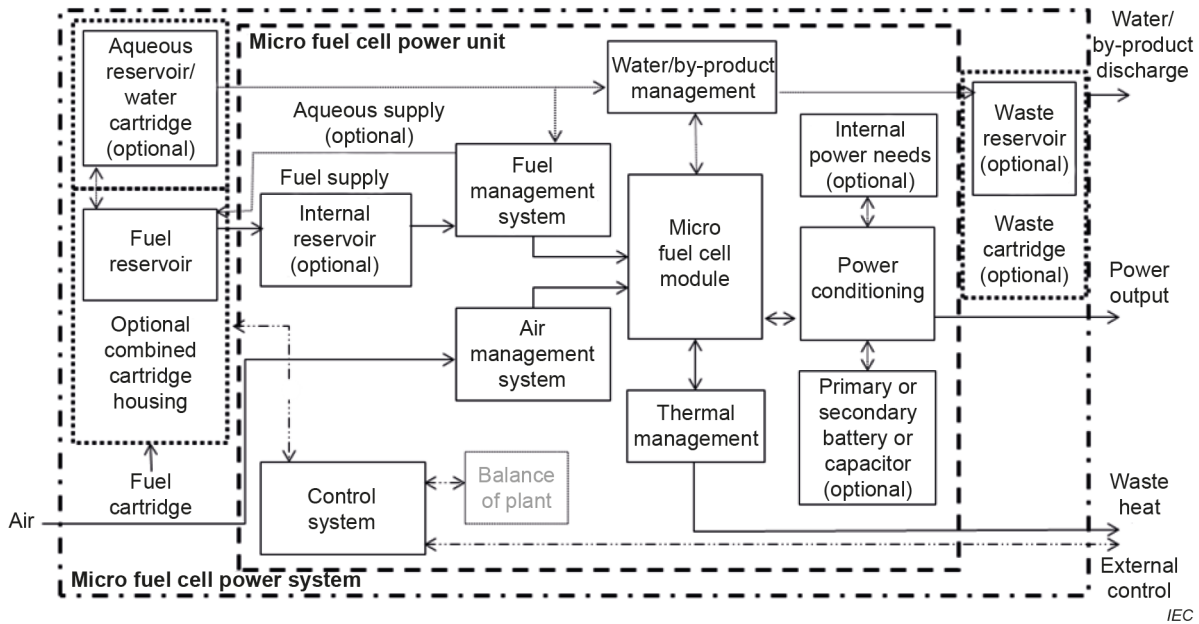 Aqueous
reservoir/
water
cartridge
(optional)
Micro fuel cell power unit
Water/by-product
management
Water/
by-product
discharge
Aqueous supply
(optional)
Fuel supply
Fuel
management
system
Internal
power needs
(optional)
Waste
reservoir
(optional)
Fuel
reservoir
Internal
reservoir
(optional)
Micro
fuel cell
module
Power
conditioning
Waste
cartridge
(optional)
Power
output
Optional
combined
cartridge
housing
Air
management
system
Thermal
management
Primary or
secondary
battery or
capacitor
(optional)
Fuel
cartridge
Air
Control
system
Balance
of plant
Waste
heat
External
control
Micro fuel cell power system
IEC